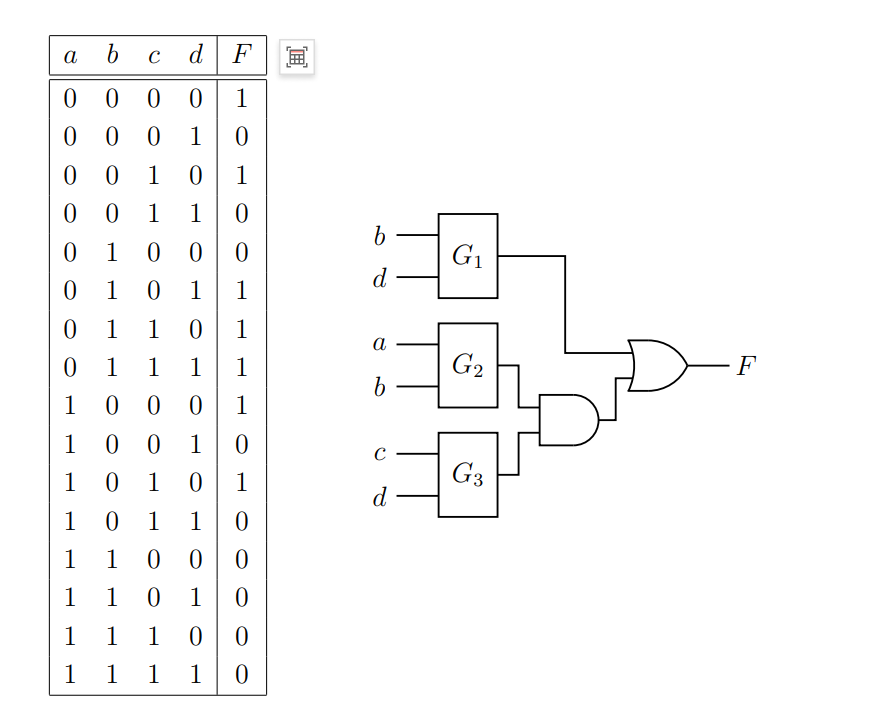 a b c d F
0 0 0 0 1
0 0 0 1 0
0 0 1 0 1
0 0 1 1 0
0 1 0 0 0
0 1 0 1 1
0 1 1 0 1
0 1 1 1 1
1 0 0 0 1
1 0 0 1 0
1 0 1 0 1
1 0 1 1 0
1 1 0 0 0
1 1 0 1 0
1 1 1 0 0
1 1 1 1 0
b
d
G₁
a
b
G₂
c
d
G₃
F